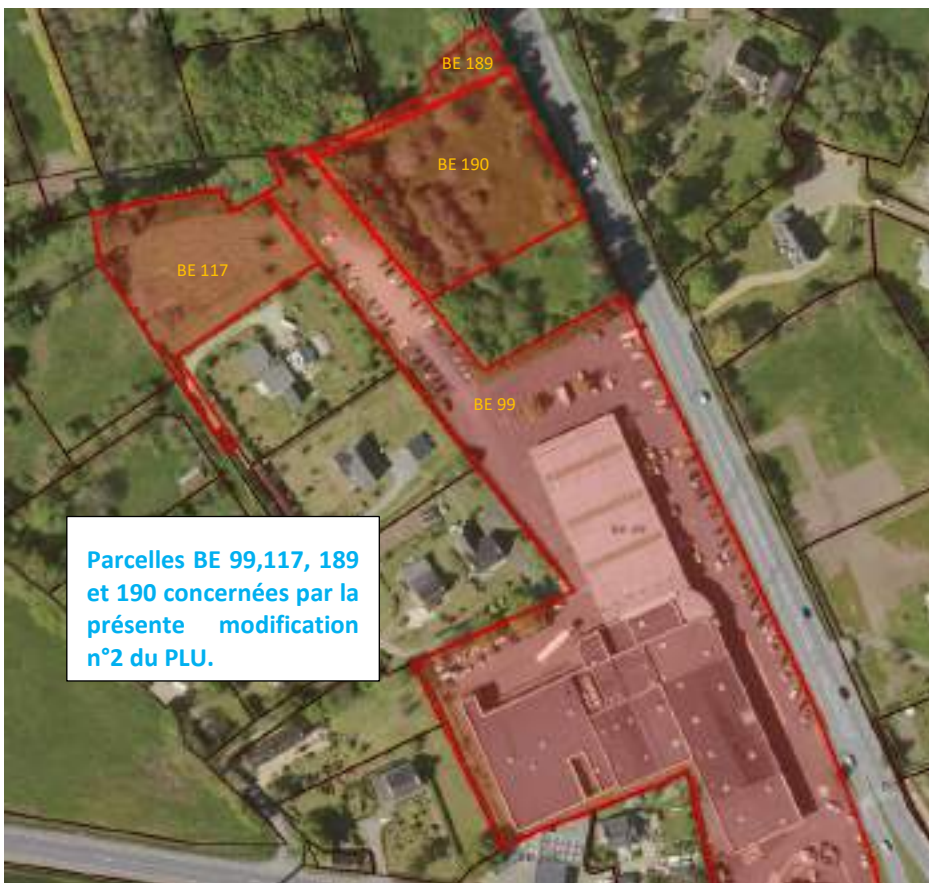 BE 189
BE 190
BE 117
BE 99
Parcelles BE 99,117, 189
et 190 concernées par la
présente modification
n°2 du PLU.